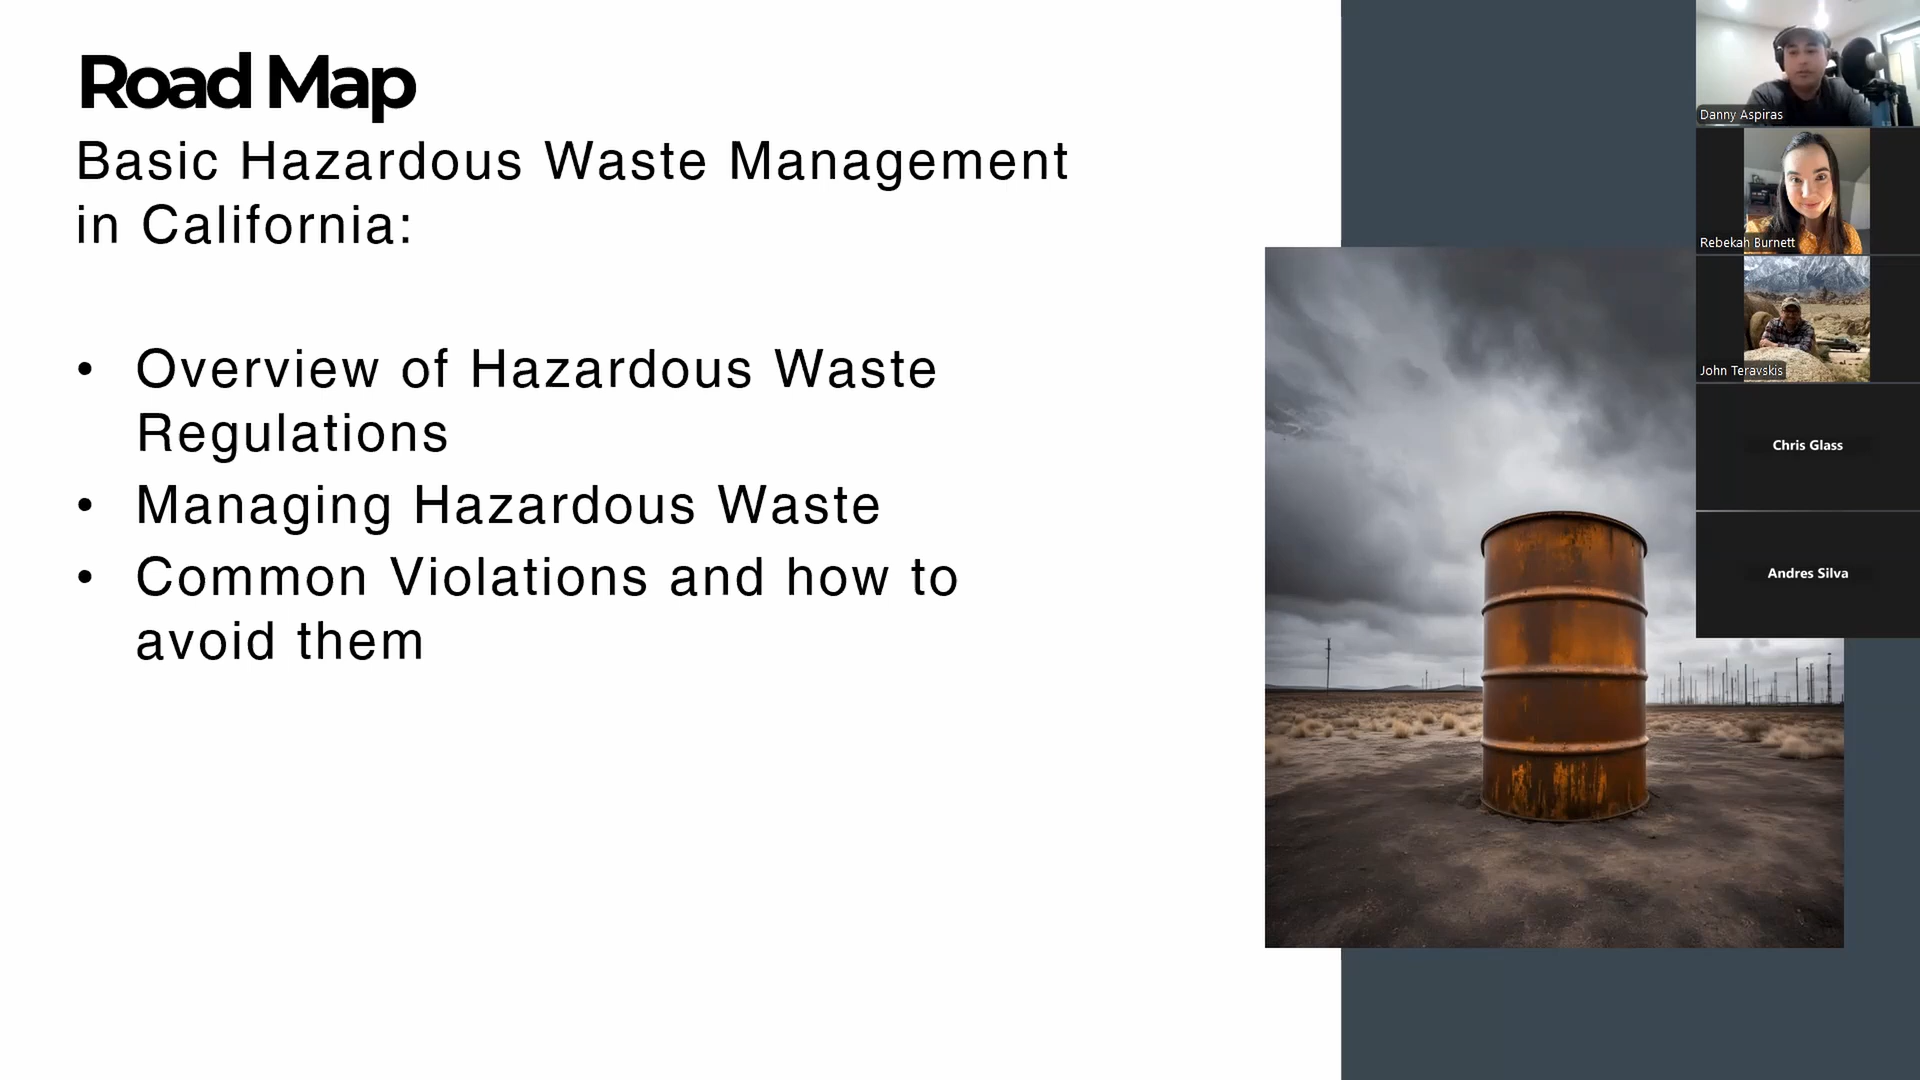 Road Map
Basic Hazardous Waste Management
in California:
• Overview of Hazardous Waste
Regulations
• Managing Hazardous Waste
• Common Violations and how to
avoid them
Danny Aspiras
Rebekah Burnett
John Teravskis
Chris Glass
Andres Silva